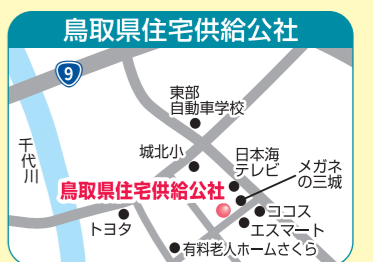 鳥取県住宅供給公社
9
東部
自動車学校
千代川
城北小
日本海
テレビ
メガネ
の三城
鳥取県住宅供給公社
ココス
トヨタ
エスマート
有料老人ホームさくら